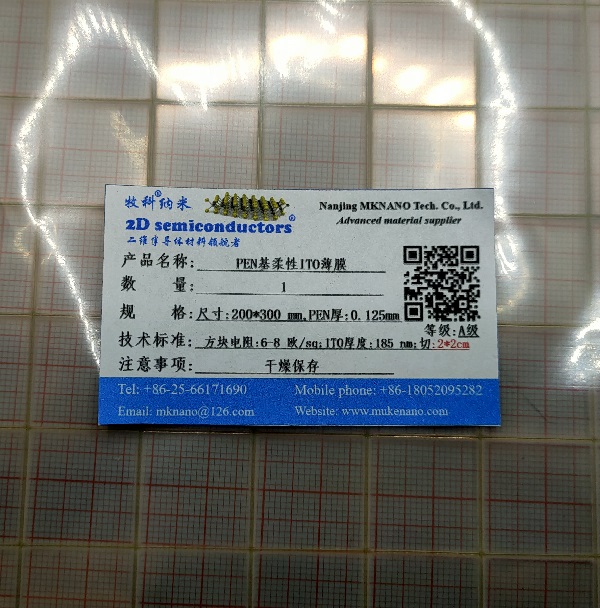 牧科®纳米
2D semiconductors®
二维半导体材料领航者
Nanjing MKNANO Tech. Co., Ltd.
Advanced material supplier
产品名称: PEN基柔性ITO薄膜
数 量: 1
规 格: 尺寸:200*300 mm,PEN厚:0.125mm
等级:A级
技术标准: 方块电阻:6-8 欧/sq;ITO厚度:185 nm;切:2*2cm
注意事项: 干燥保存
Tel: +86-25-66171690 Mobile phone: +86-18052095282
Email: mknano@126.com Website: www.mukenano.com